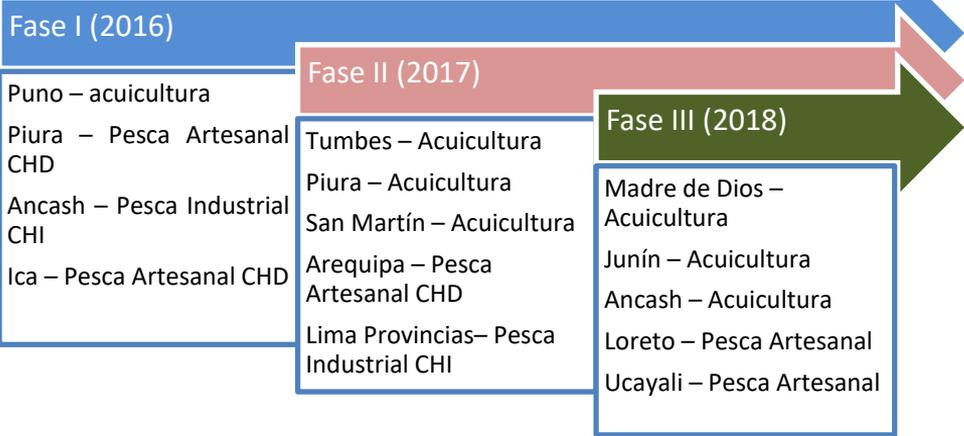 Fase I (2016)
Puno – acuicultura
Piura – Pesca Artesanal
CHD
Ancash – Pesca Industrial
CHI
Ica – Pesca Artesanal CHD
Fase II (2017)
Tumbes – Acuicultura
Piura – Acuicultura
San Martín – Acuicultura
Arequipa – Pesca
Artesanal CHD
Lima Provincias– Pesca
Industrial CHI
Fase III (2018)
Madre de Dios –
Acuicultura
Junín – Acuicultura
Ancash – Acuicultura
Loreto – Pesca Artesanal
Ucayali – Pesca Artesanal